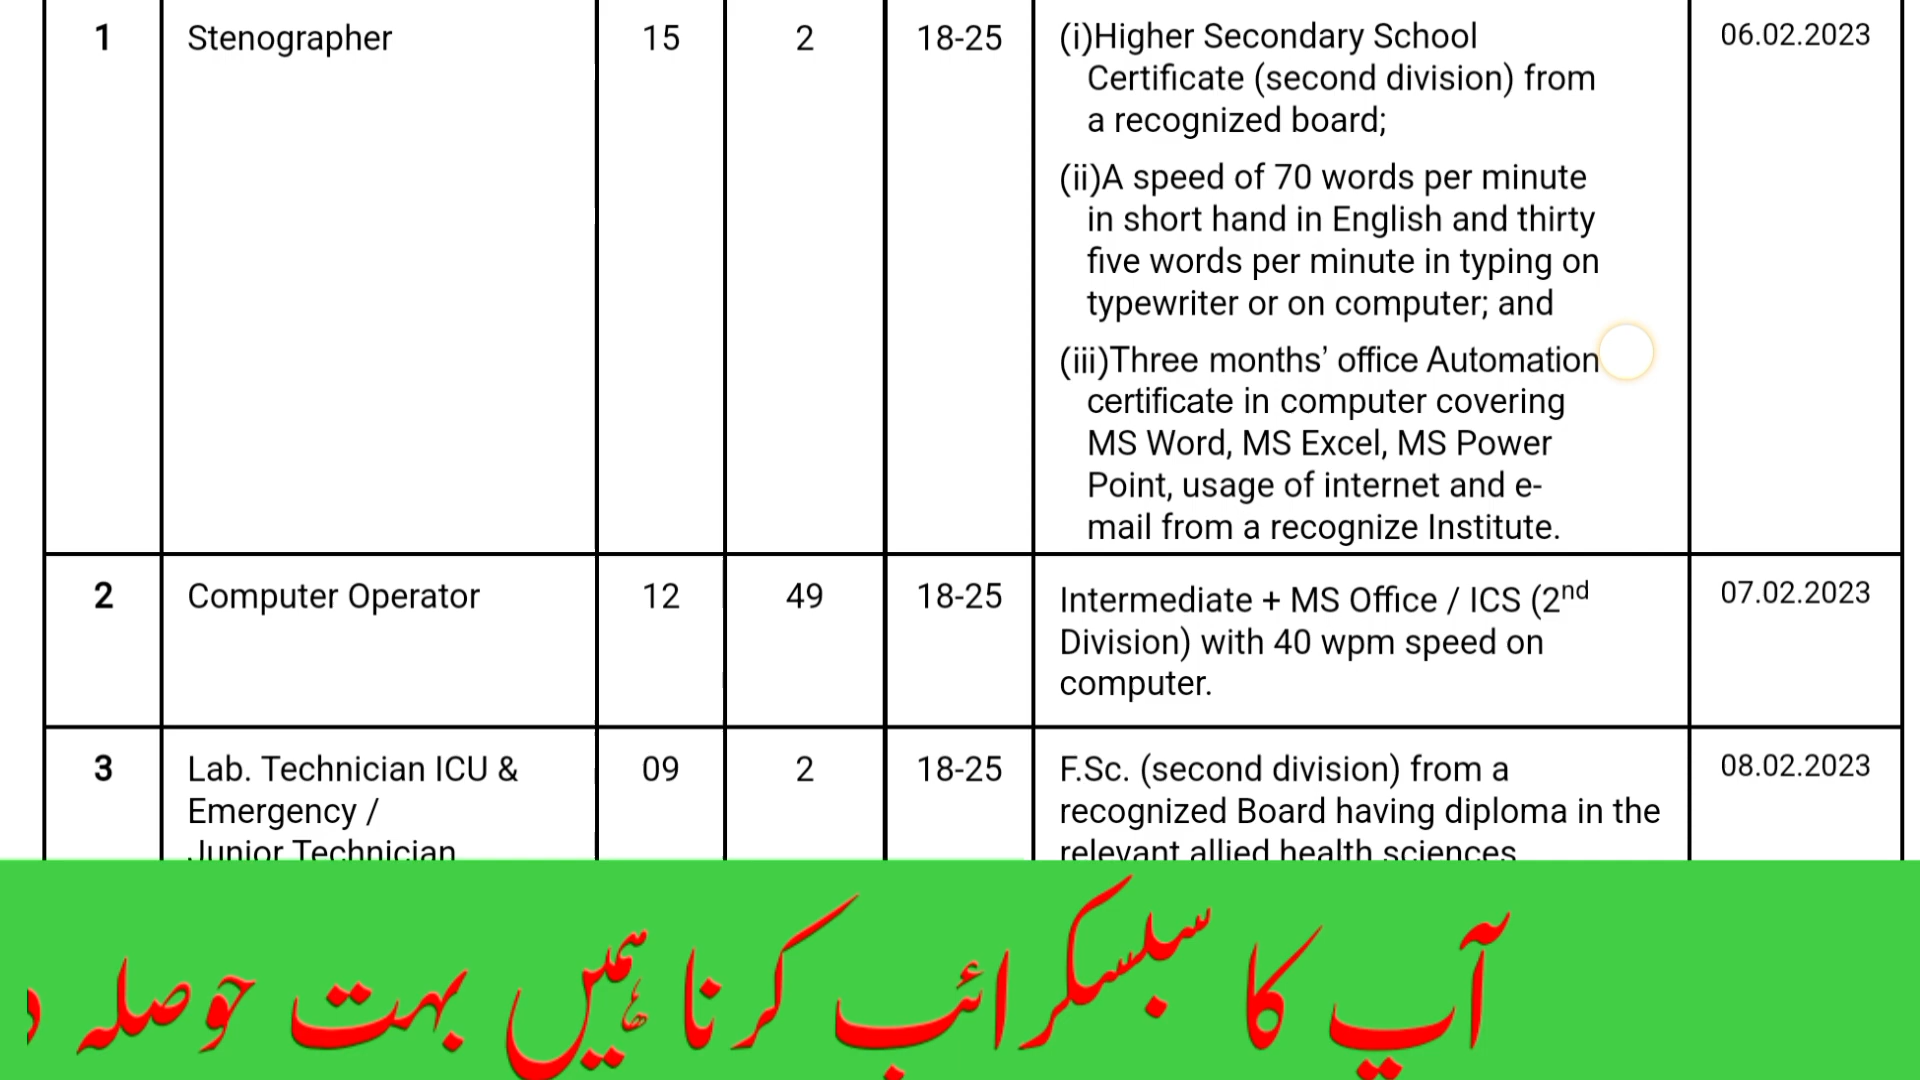 1 Stenographer 15 2 18-25 (i)Higher Secondary School 06.02.2023
Certificate (second division) from
a recognized board;
(ii)A speed of 70 words per minute
in short hand in English and thirty
five words per minute in typing on
typewriter or on computer; and
(iii)Three months’ office Automation
certificate in computer covering
MS Word, MS Excel, MS Power
Point, usage of internet and e-
mail from a recognize Institute.
2 Computer Operator 12 49 18-25 Intermediate + MS Office / ICS (2nd 07.02.2023
Division) with 40 wpm speed on
computer.
3 Lab. Technician ICU & 09 2 18-25 F.Sc. (second division) from a 08.02.2023
Emergency / recognized Board having diploma in the
Junior Technician relevant allied health sciences
آپ کا سبسکرائب کرنا ہمیں بہت حوصلہ